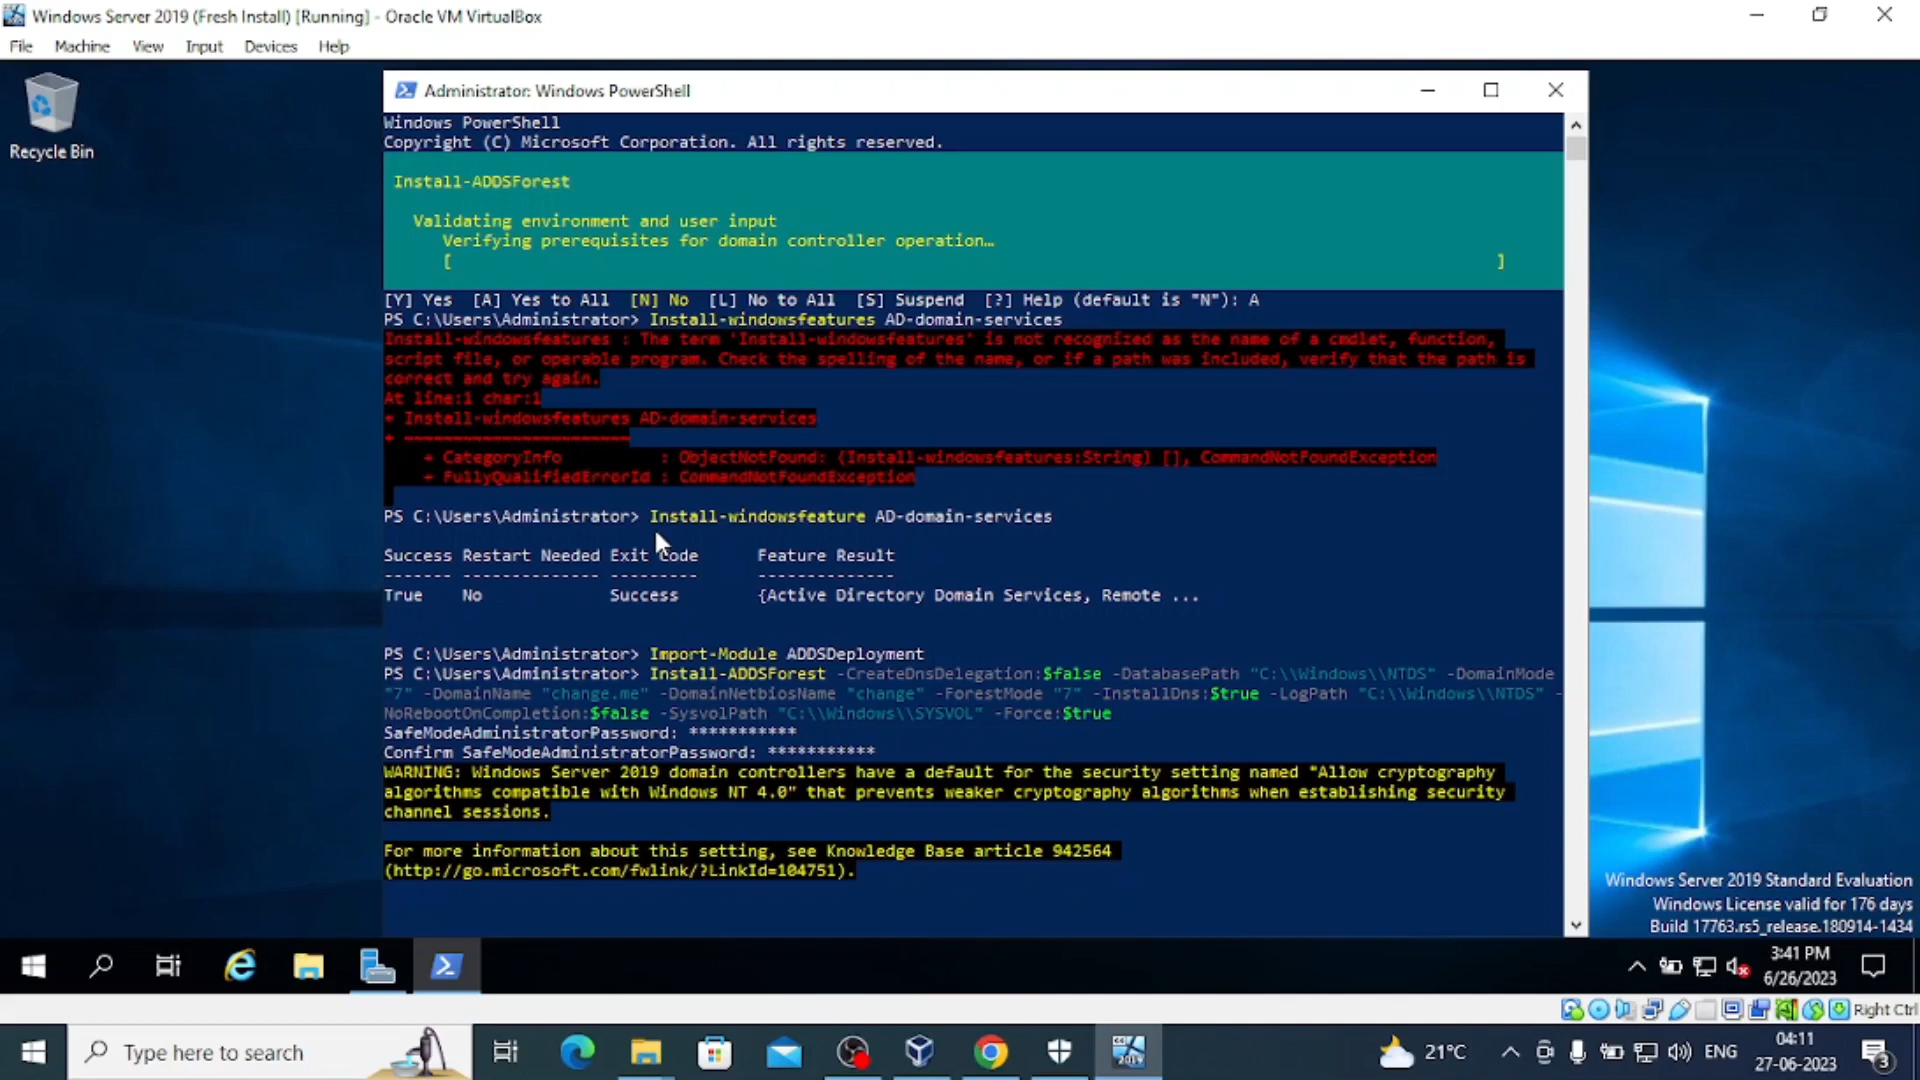 Windows Server 2019 (Fresh Install) [Running] - Oracle VM VirtualBox
File Machine View Input Devices Help
Recycle Bin
Administrator: Windows PowerShell
Windows PowerShell
Copyright (C) Microsoft Corporation. All rights reserved.
Install-ADDSForest
Validating environment and user input
Verifying prerequisites for domain controller operation…
[ ]
[Y] Yes [A] Yes to All [N] No [L] No to All [S] Suspend [?] Help (default is "N"): A
PS C:\Users\Administrator> Install-windowsfeatures AD-domain-services
Install-windowsfeatures : The term 'Install-windowsfeatures' is not recognized as the name of a cmdlet, function,
script file, or operable program. Check the spelling of the name, or if a path was included, verify that the path is
correct and try again.
At line:1 char:1
+ Install-windowsfeatures AD-domain-services
+ ~~~~~~~~~~~~~~~~~~~~~~~
+ CategoryInfo : ObjectNotFound: (Install-windowsfeatures:String) [], CommandNotFoundException
+ FullyQualifiedErrorId : CommandNotFoundException
PS C:\Users\Administrator> Install-windowsfeature AD-domain-services
Success Restart Needed Exit Code Feature Result
------- -------------- --------- --------------
True No Success {Active Directory Domain Services, Remote ...
PS C:\Users\Administrator> Import-Module ADDSDeployment
PS C:\Users\Administrator> Install-ADDSForest -CreateDnsDelegation:$false -DatabasePath "C:\\Windows\\NTDS" -DomainMode
"7" -DomainName "change.me" -DomainNetbiosName "change" -ForestMode "7" -InstallDns:$true -LogPath "C:\\Windows\\NTDS" -
NoRebootOnCompletion:$false -SysvolPath "C:\\Windows\\SYSVOL" -Force:$true
SafeModeAdministratorPassword: ***********
Confirm SafeModeAdministratorPassword: ***********
WARNING: Windows Server 2019 domain controllers have a default for the security setting named "Allow cryptography
algorithms compatible with Windows NT 4.0" that prevents weaker cryptography algorithms when establishing security
channel sessions.
For more information about this setting, see Knowledge Base article 942564
(http://go.microsoft.com/fwlink/?LinkId=104751).
Windows Server 2019 Standard Evaluation
Windows License valid for 176 days
Build 17763.rs5_release.180914-1434
3:41 PM
6/26/2023
Right Ctrl
Type here to search
2019
21°C
ENG
04:11
27-06-2023
3